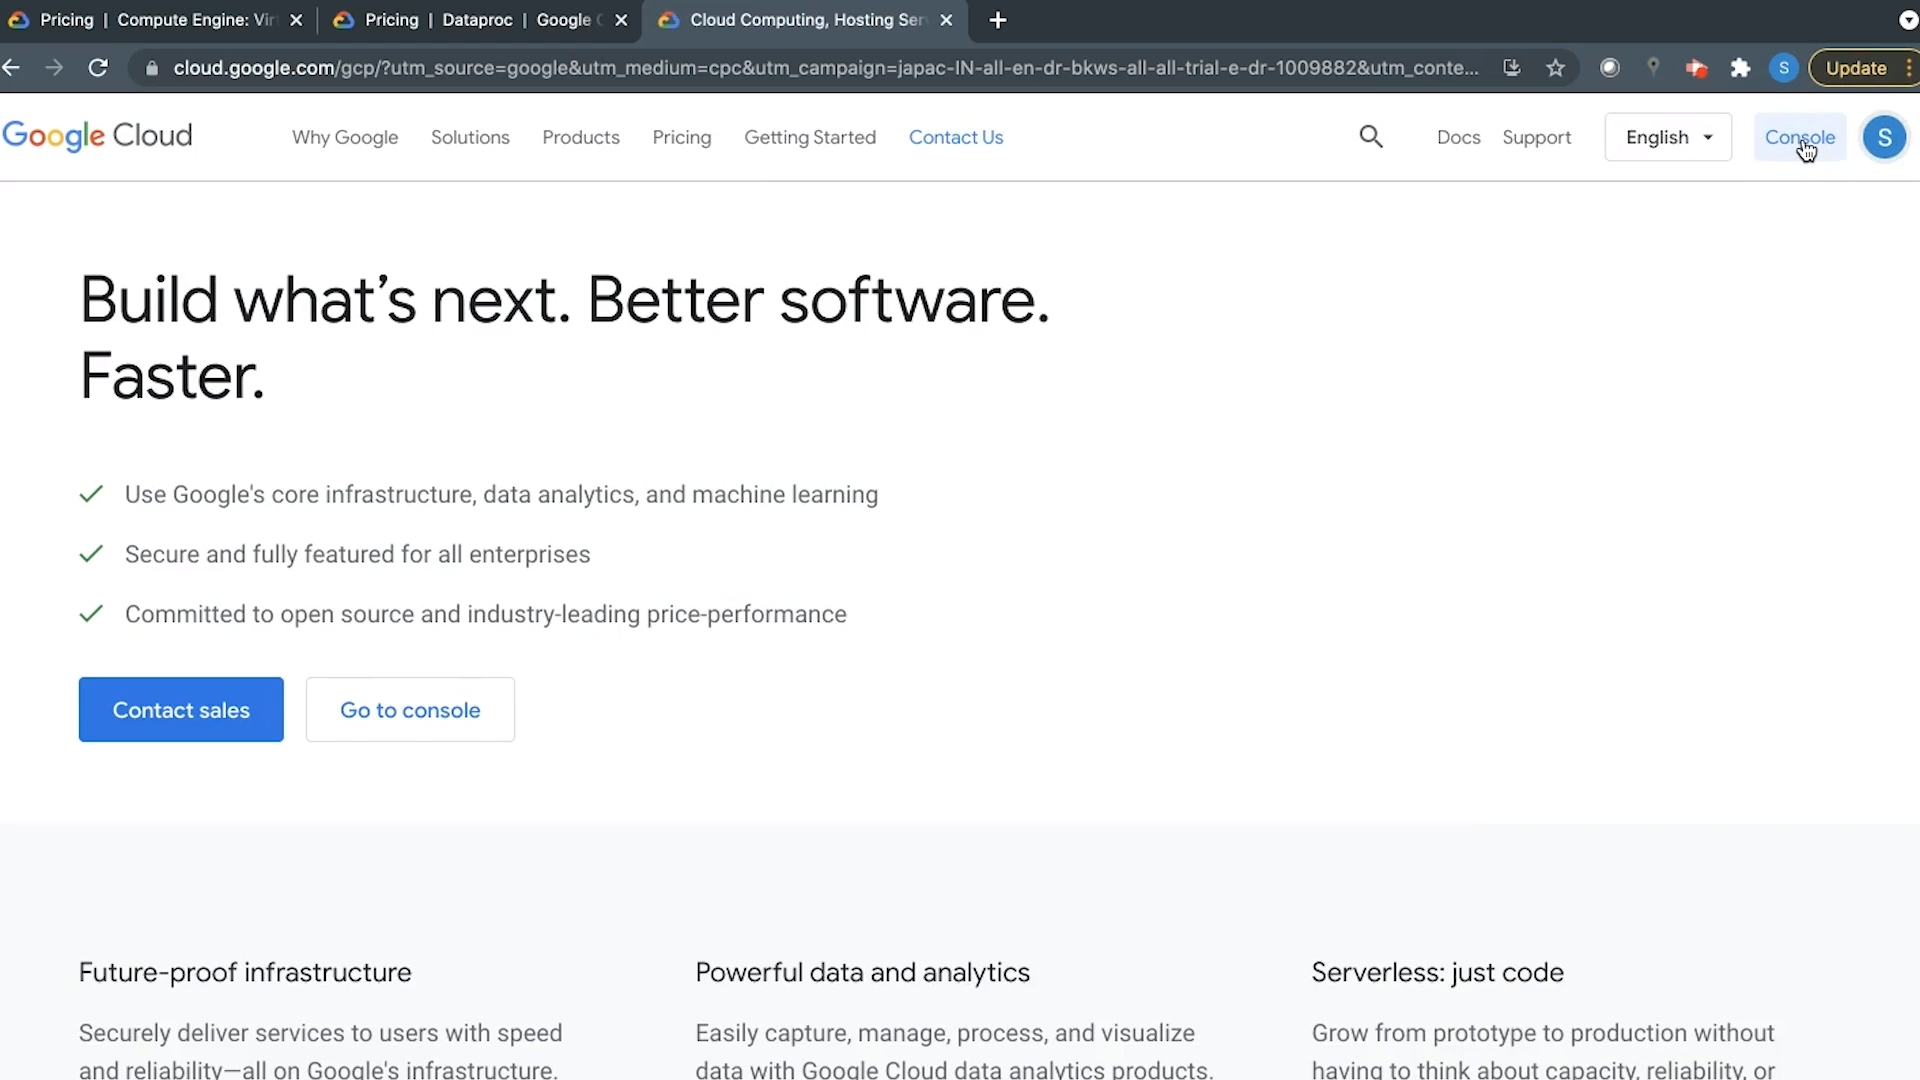 Pricing | Compute Engine: Vir
Pricing | Dataproc | Google C
Cloud Computing, Hosting Ser
cloud.google.com/gcp/?utm_source=google&utm_medium=cpc&utm_campaign=japac-IN-all-en-dr-bkws-all-all-trial-e-dr-1009882&utm_conte...
S
Update
Google Cloud
Why Google
Solutions
Products
Pricing
Getting Started
Contact Us
Docs
Support
English
Console
S
Build what’s next. Better software.
Faster.
Use Google's core infrastructure, data analytics, and machine learning
Secure and fully featured for all enterprises
Committed to open source and industry-leading price-performance
Contact sales
Go to console
Future-proof infrastructure
Securely deliver services to users with speed
and reliability—all on Google's infrastructure.
Powerful data and analytics
Easily capture, manage, process, and visualize
data with Google Cloud data analytics products.
Serverless: just code
Grow from prototype to production without
having to think about capacity, reliability, or